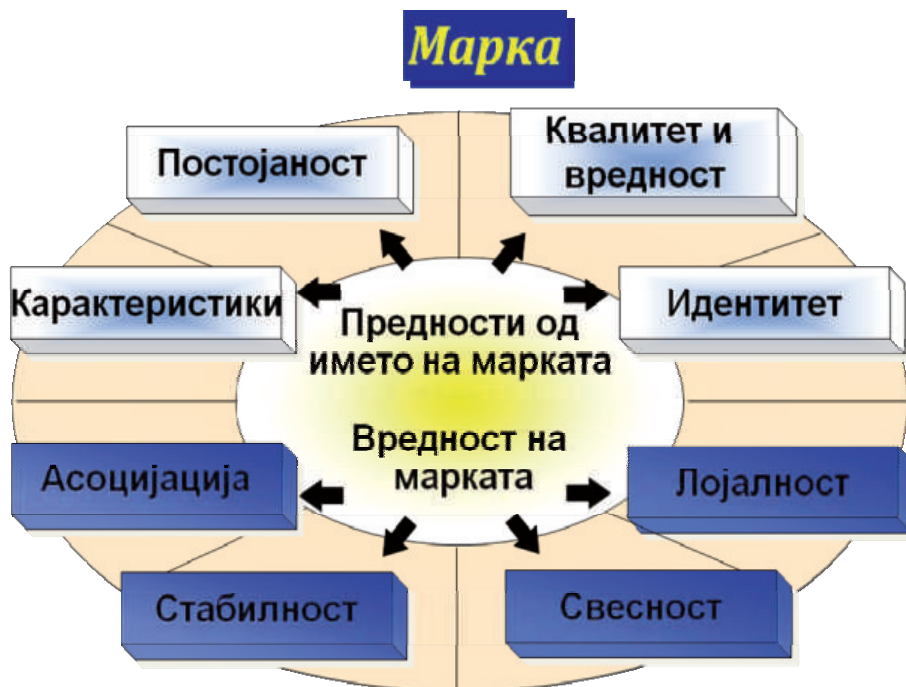 Марка
Постојаност
Квалитет и
вредност
Карактеристики
Идентитет
Предности од
името на марката
Вредност на
марката
Асоцијација
Лојалност
Стабилност
Свесност